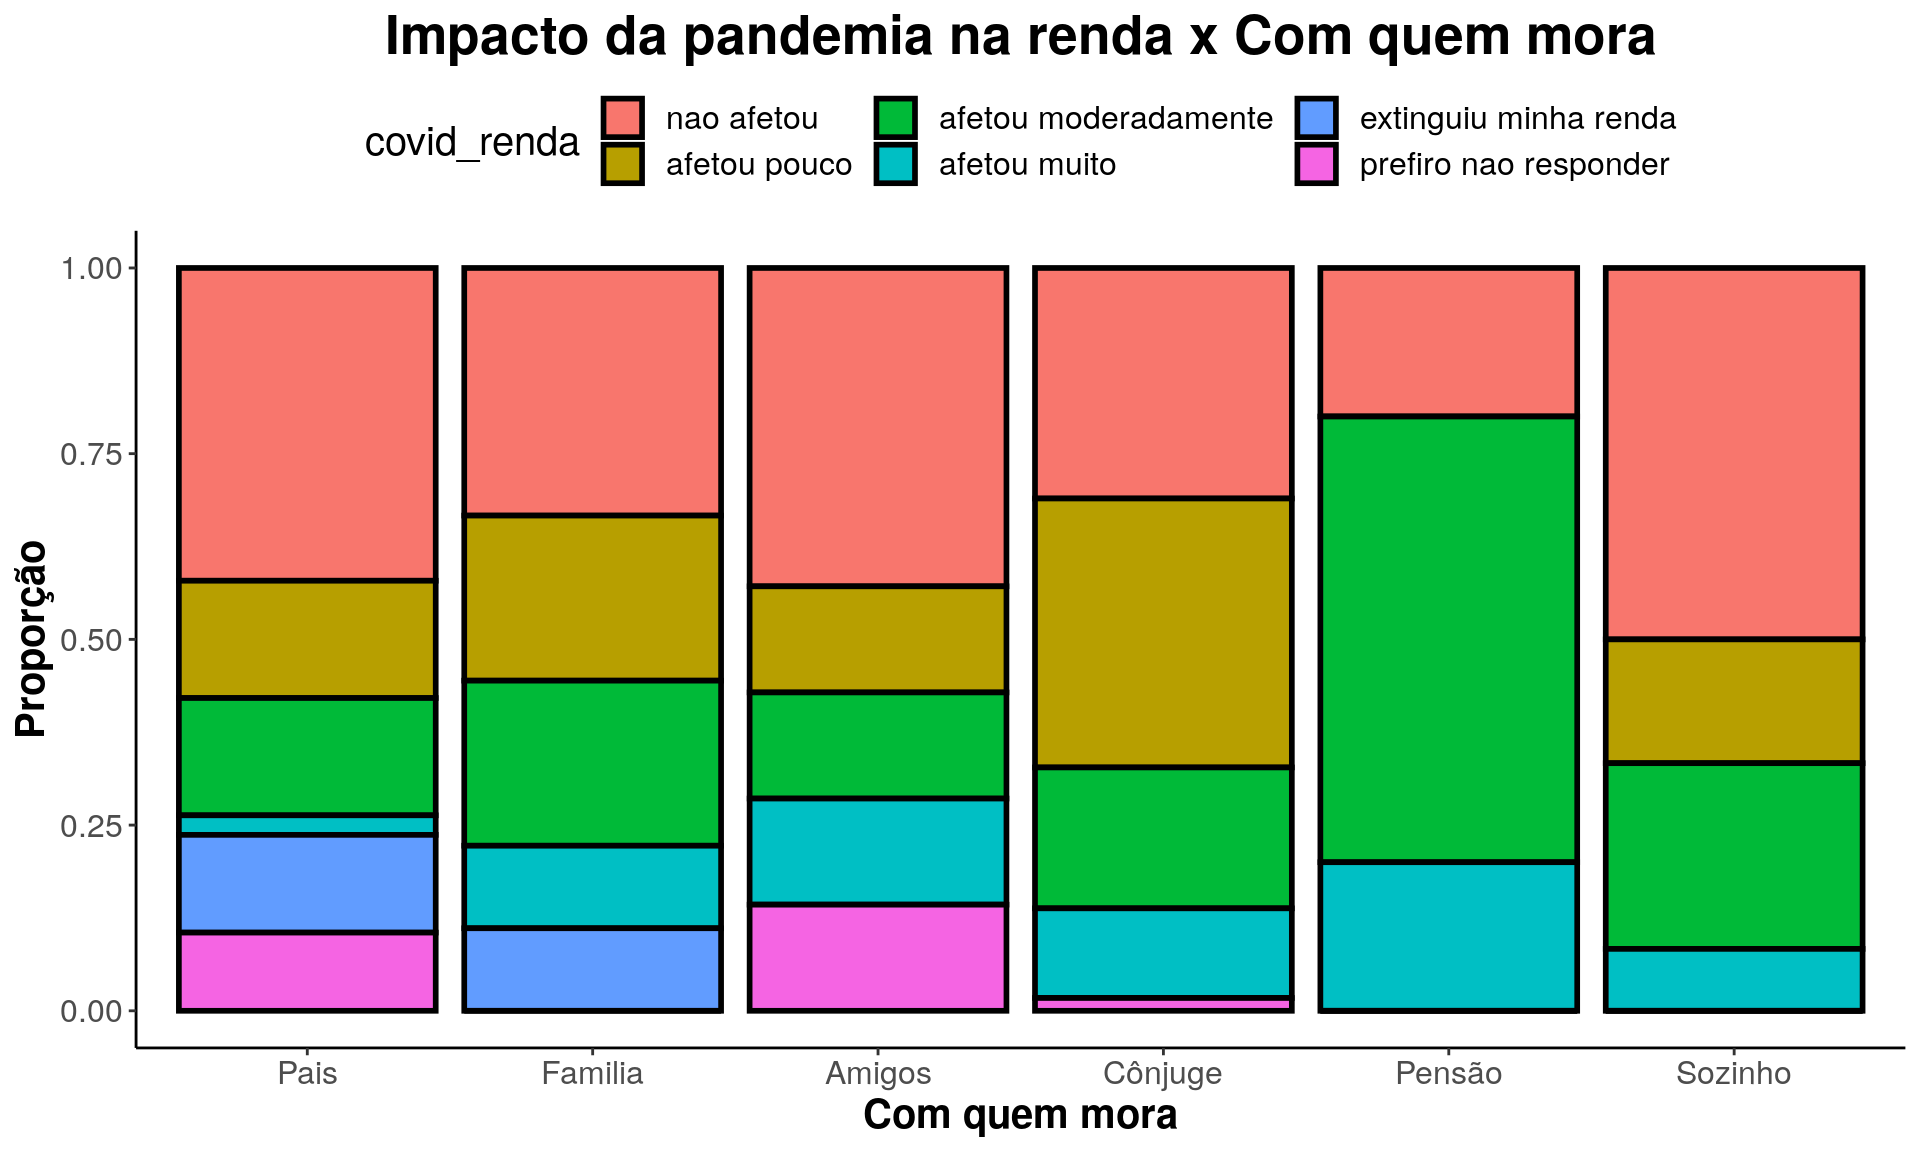 Impacto da pandemia na renda x Com quem mora
covid_renda
nao afetou
afetou moderadamente
extinguiu minha renda
afetou pouco
afetou muito
prefiro nao responder
Proporção
1.00
0.75
0.50
0.25
0.00
Pais Familia Amigos Cônjuge Pensão Sozinho
Com quem mora